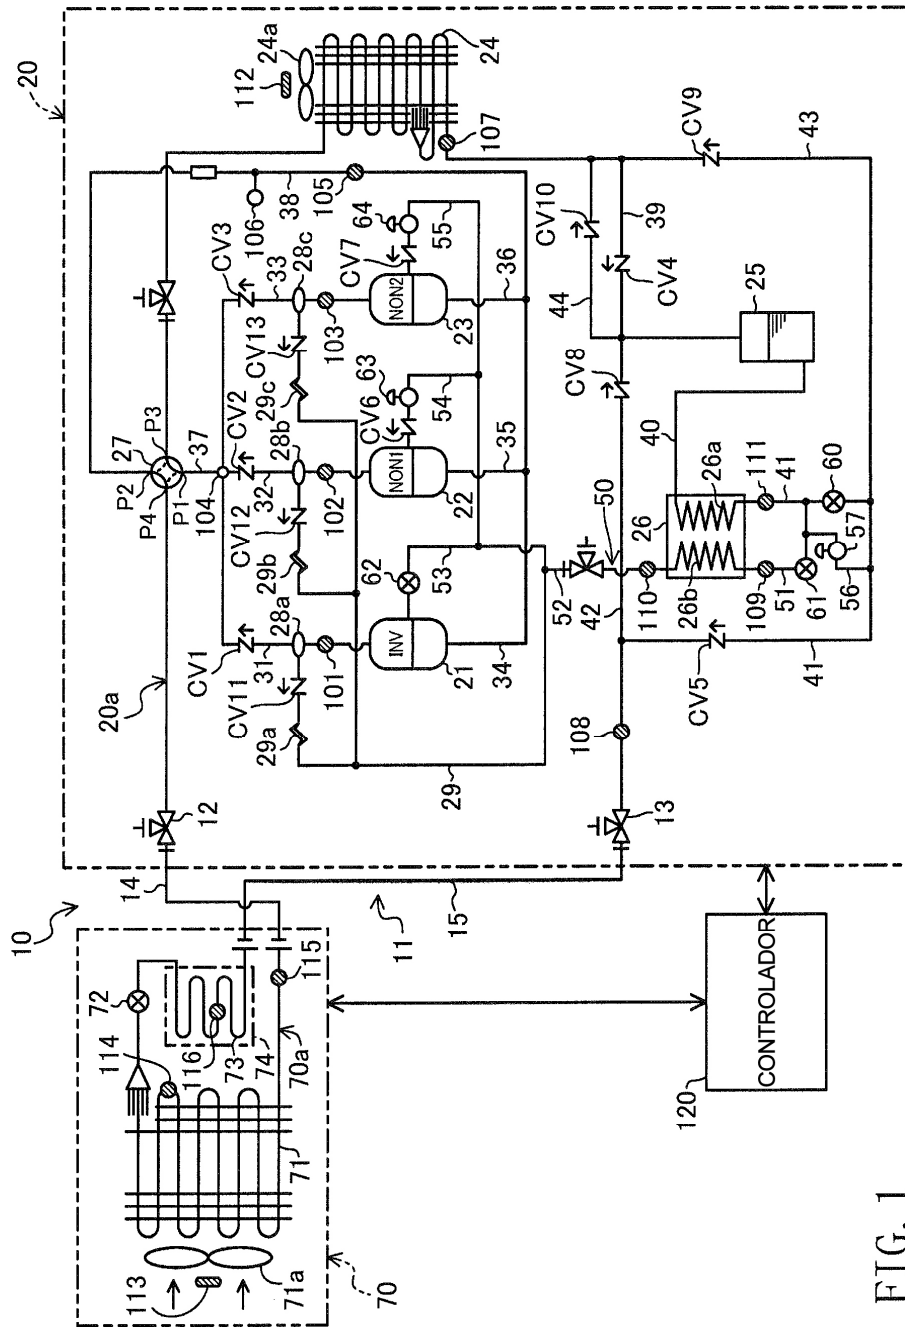 FIG. 1
10
20
113
114
72
14
12
20a
P4
P2
27
P3
P1
37
104
112
24a
24
116
73
74
115
71a
71
70a
70
CV1
31
28a
CV2
32
28b
CV3
33
28c
38
105
106
107
CV11
29a
101
CV12
29b
102
CV13
29c
103
INV
21
62
NON1
22
CV6
63
NON2
23
CV7
64
34
53
35
54
36
55
29
52
11
15
13
108
42
50
CV8
44
CV10
39
CV4
CV9
43
110
26
26a
26b
40
25
109
51
61
111
41
60
56
57
CV5
41
120
CONTROLADOR